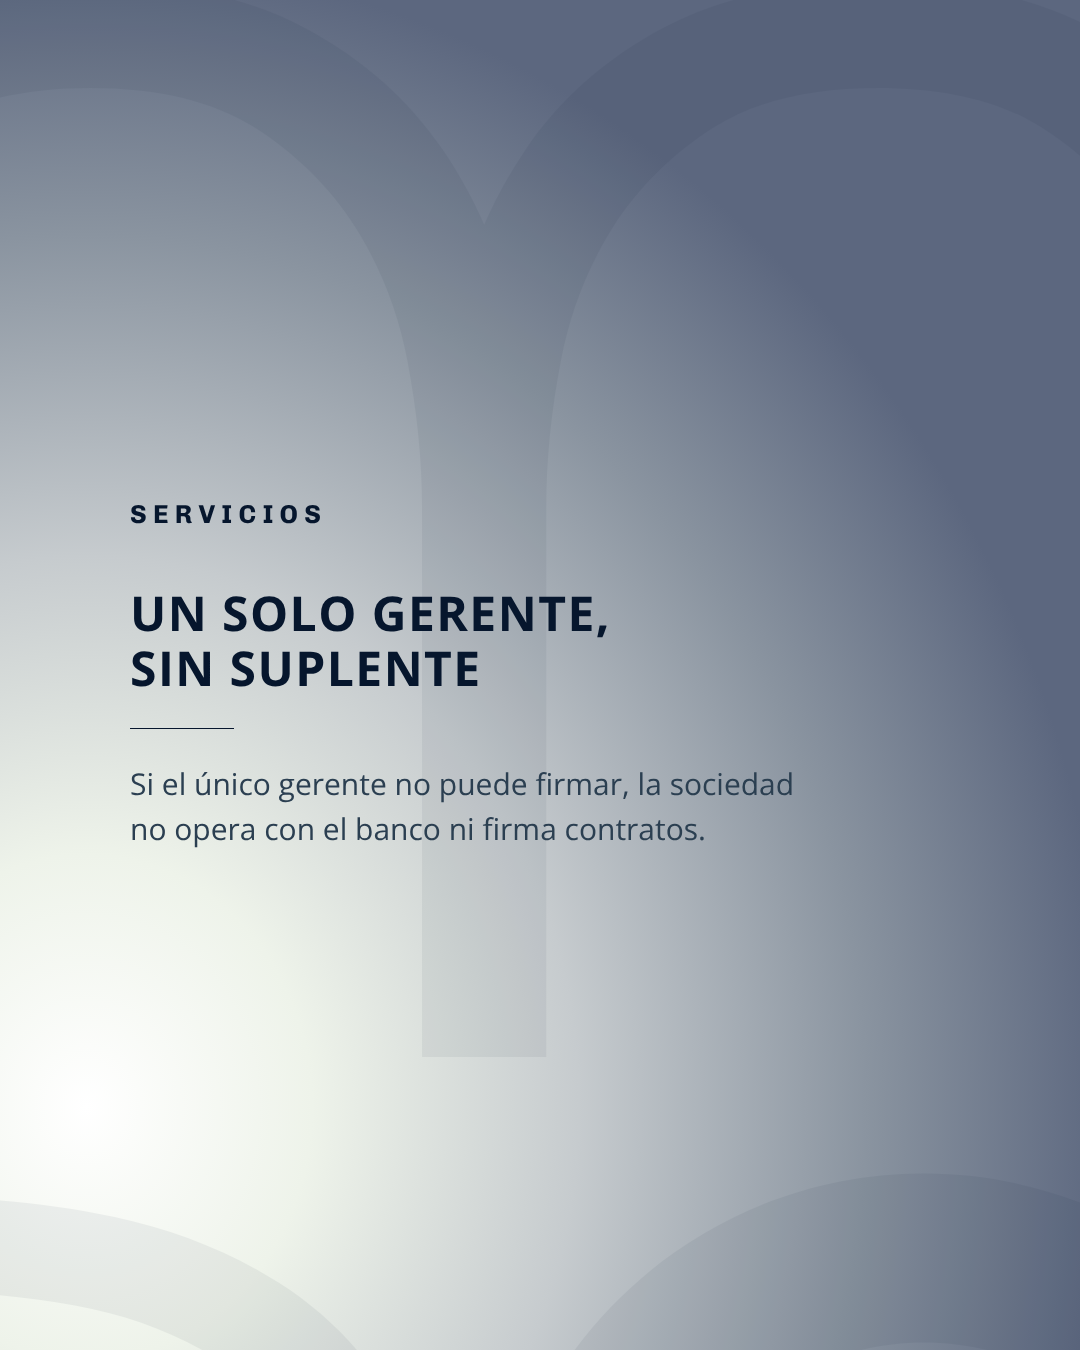 SERVICIOS
UN SOLO GERENTE,
SIN SUPLENTE
Si el único gerente no puede firmar, la sociedad
no opera con el banco ni firma contratos.